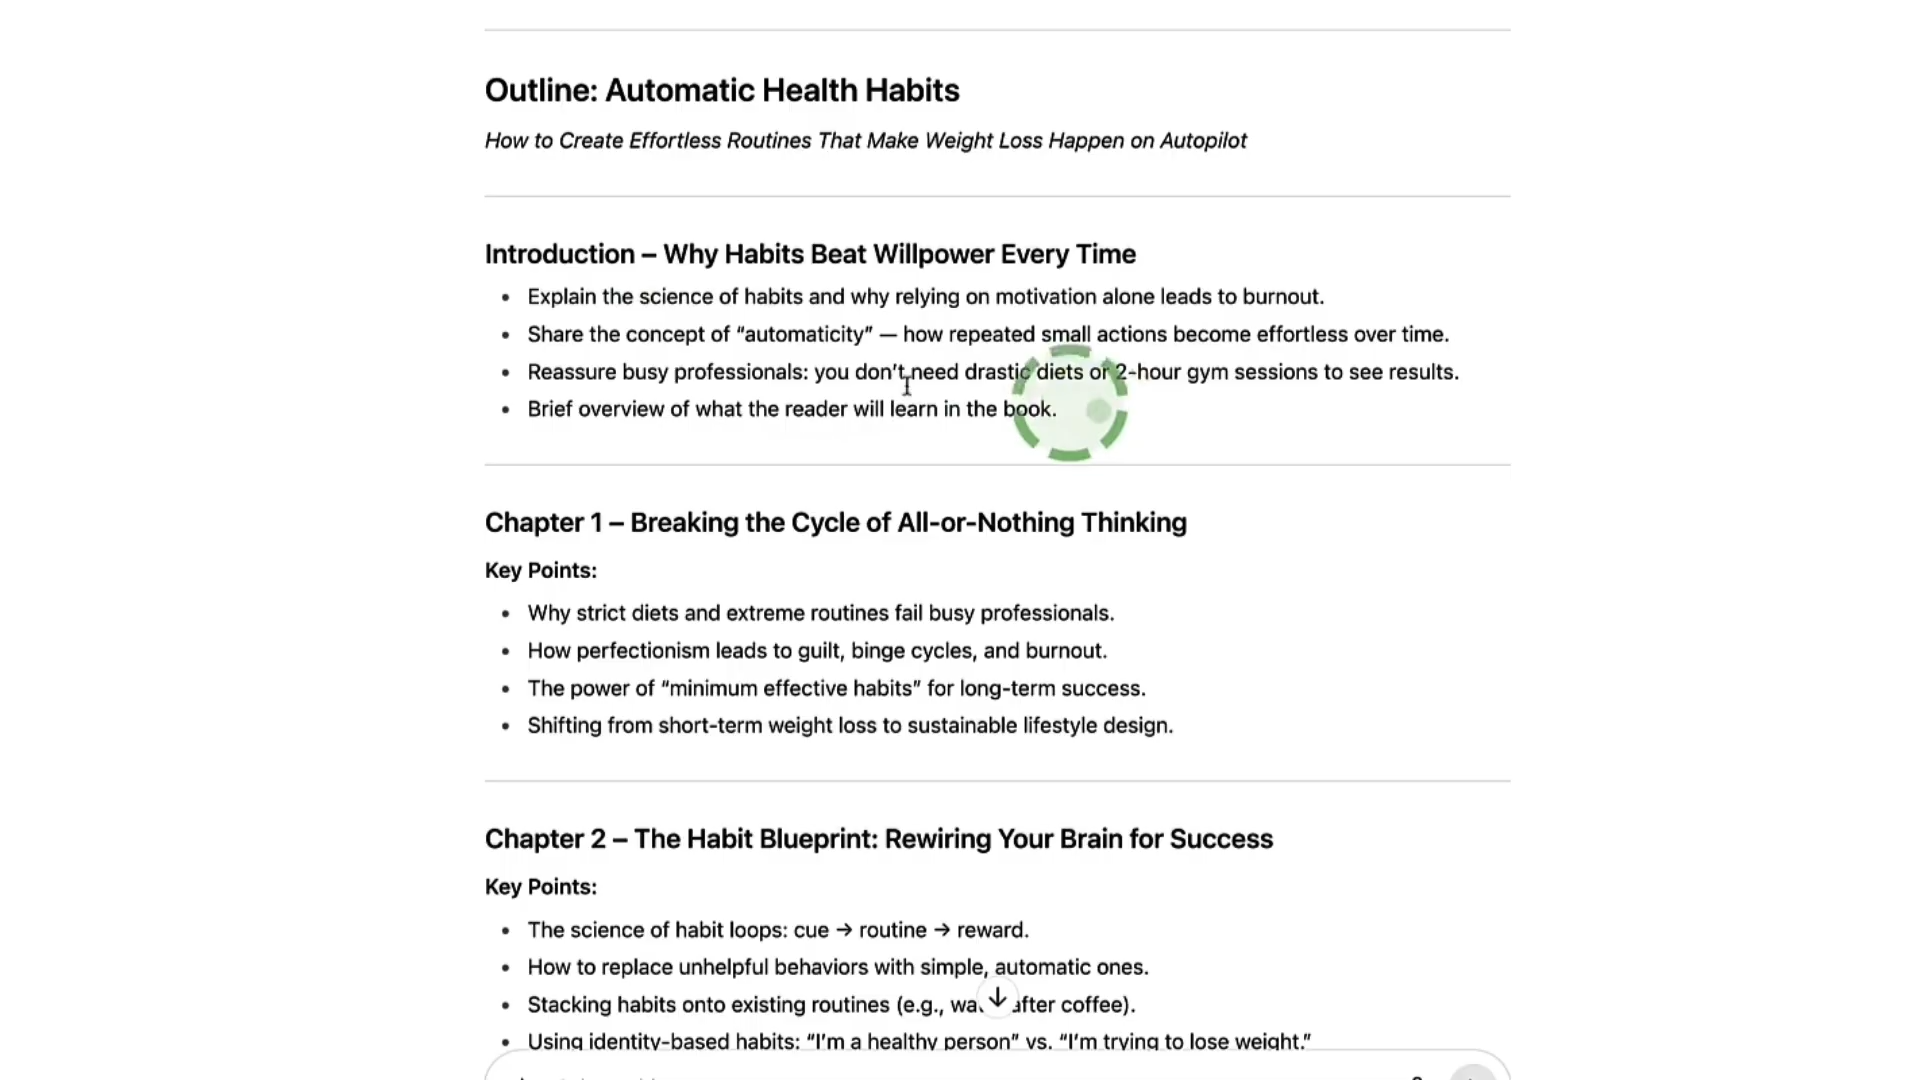 Outline: Automatic Health Habits
How to Create Effortless Routines That Make Weight Loss Happen on Autopilot
Introduction – Why Habits Beat Willpower Every Time
• Explain the science of habits and why relying on motivation alone leads to burnout.
• Share the concept of “automaticity” — how repeated small actions become effortless over time.
• Reassure busy professionals: you don’t need drastic diets or 2-hour gym sessions to see results.
• Brief overview of what the reader will learn in the book.
Chapter 1 – Breaking the Cycle of All-or-Nothing Thinking
Key Points:
• Why strict diets and extreme routines fail busy professionals.
• How perfectionism leads to guilt, binge cycles, and burnout.
• The power of “minimum effective habits” for long-term success.
• Shifting from short-term weight loss to sustainable lifestyle design.
Chapter 2 – The Habit Blueprint: Rewiring Your Brain for Success
Key Points:
• The science of habit loops: cue → routine → reward.
• How to replace unhelpful behaviors with simple, automatic ones.
• Stacking habits onto existing routines (e.g., after coffee).
• Using identity-based habits: “I’m a healthy person” vs. “I’m trying to lose weight.”